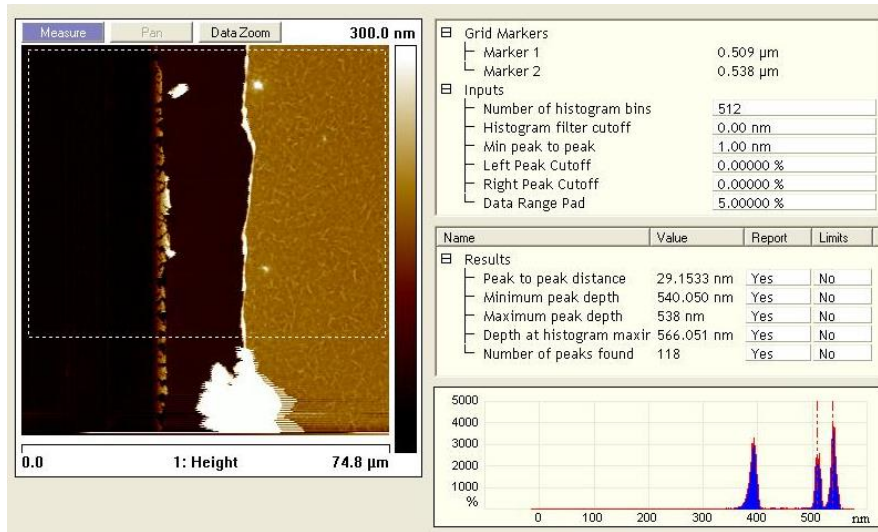 Measure Pan Data Zoom 300.0 nm
0.0 1: Height 74.8 µm
Grid Markers
Marker 1 0.509 µm
Marker 2 0.538 µm
Inputs
Number of histogram bins 512
Histogram filter cutoff 0.00 nm
Min peak to peak 1.00 nm
Left Peak Cutoff 0.00000 %
Right Peak Cutoff 0.00000 %
Data Range Pad 5.00000 %
Name Value Report Limits
Results
Peak to peak distance 29.1533 nm Yes No
Minimum peak depth 540.050 nm Yes No
Maximum peak depth 538 nm Yes No
Depth at histogram maxir 566.051 nm Yes No
Number of peaks found 118 Yes No
5000
4000
3000
2000
1000
%
0 100 200 300 400 500 nm